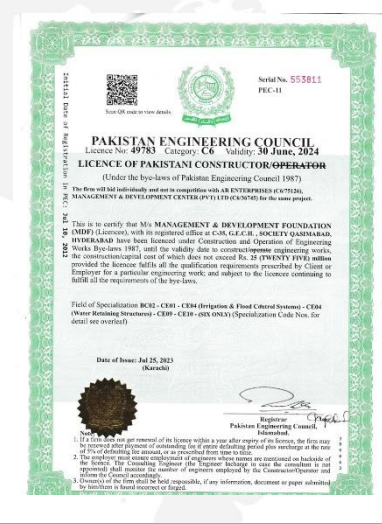 Serial No. 553811
PEC-11
Scan QR code to view details
Initial Date of Registration in PEC: Jul 10, 2012
PAKISTAN ENGINEERING COUNCIL
Licence No: 49783 Category: C6 Validity: 30 June, 2024
LICENCE OF PAKISTANI CONSTRUCTOR/OPERATOR
(Under the bye-laws of Pakistan Engineering Council 1987)
The firm will bid individually and not in competition with AB ENTERPRISES (C6/75126),
MANAGEMENT & DEVELOPMENT CENTER (PVT) LTD (C6/36702) for the same project.
This is to certify that M/s MANAGEMENT & DEVELOPMENT FOUNDATION
(MDF) (Licencee), with its registered office at C-35, G.E.C.H. , SOCIETY QASIMABAD,
HYDERABAD have been licenced under Construction and Operation of Engineering
Works Bye-laws 1987, until the validity date to construct/operate engineering works,
the construction/capital cost of which does not exceed Rs. 25 (TWENTY FIVE) million
provided the licencee fulfils all the qualification requirements prescribed by Client or
Employer for a particular engineering work; and subject to the licencee continuing to
fulfill all the requirements of the bye-laws.
Field of Specialization BC02 - CE01 - CE04 (Irrigation & Flood Control Systems) - CE04
(Water Retaining Structures) - CE09 - CE10 - (SIX ONLY) (Specialization Code Nos. for
detail see overleaf)
Date of Issue: Jul 25, 2023
(Karachi)
Registrar
Pakistan Engineering Council,
Islamabad.
Note:
1. If a firm does not get renewal of its licence within a year after expiry of its licence, the firm may
be renewed after payment of outstanding fee if entire defaulting period plus surcharge at the rate
of 5% of defaulting fee amount, or as prescribed from time to time.
2. The employer must ensure employment of engineers whose names are mentioned on backside of
the licence. The Consulting Engineer (the Engineer Incharge in case the consultant is not
appointed) shall monitor the number of engineers employed by the Constructor/Operator and
inform the Council accordingly.
3. Owner(s) of the firm shall be held responsible, if any information, document or paper submitted
by him/them is found incorrect or forged.